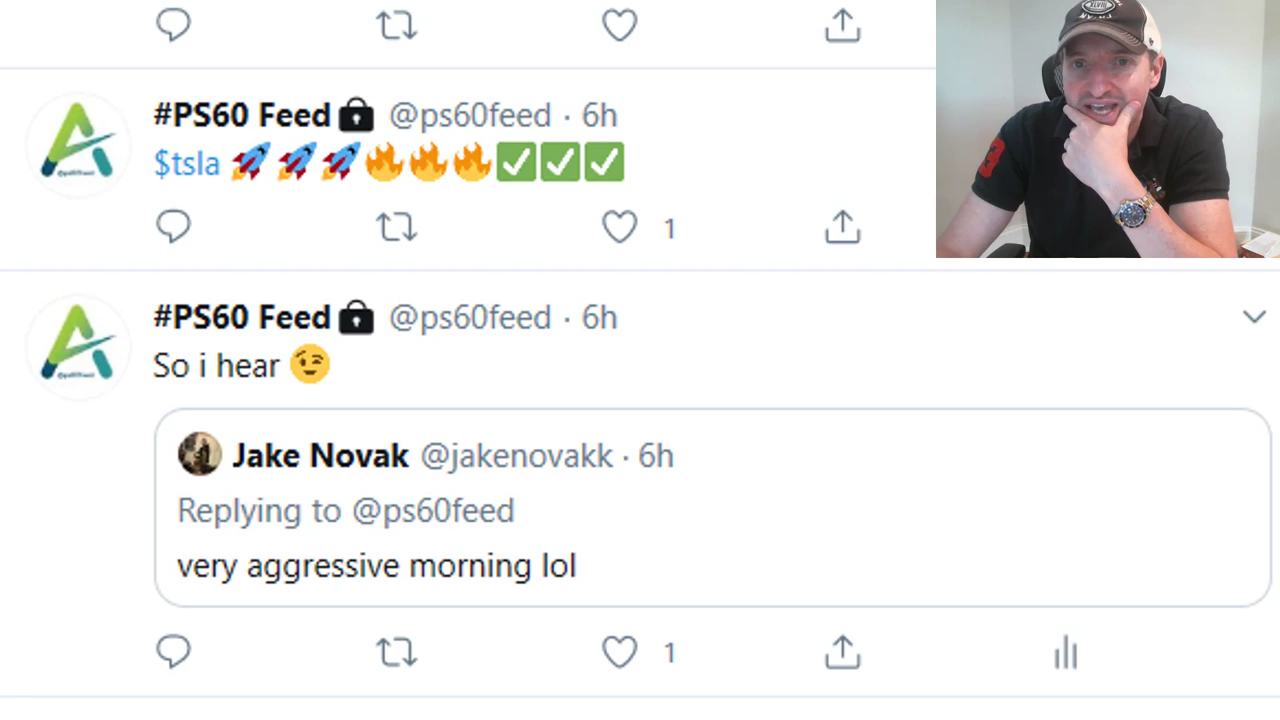 #PS60 Feed🔒 @ps60feed · 6h
$tsla 🚀🚀🚀🔥🔥🔥✅✅✅
1
#PS60 Feed🔒 @ps60feed · 6h
So i hear 😉
Jake Novak @jakenovakk · 6h
Replying to @ps60feed
very aggressive morning lol
1